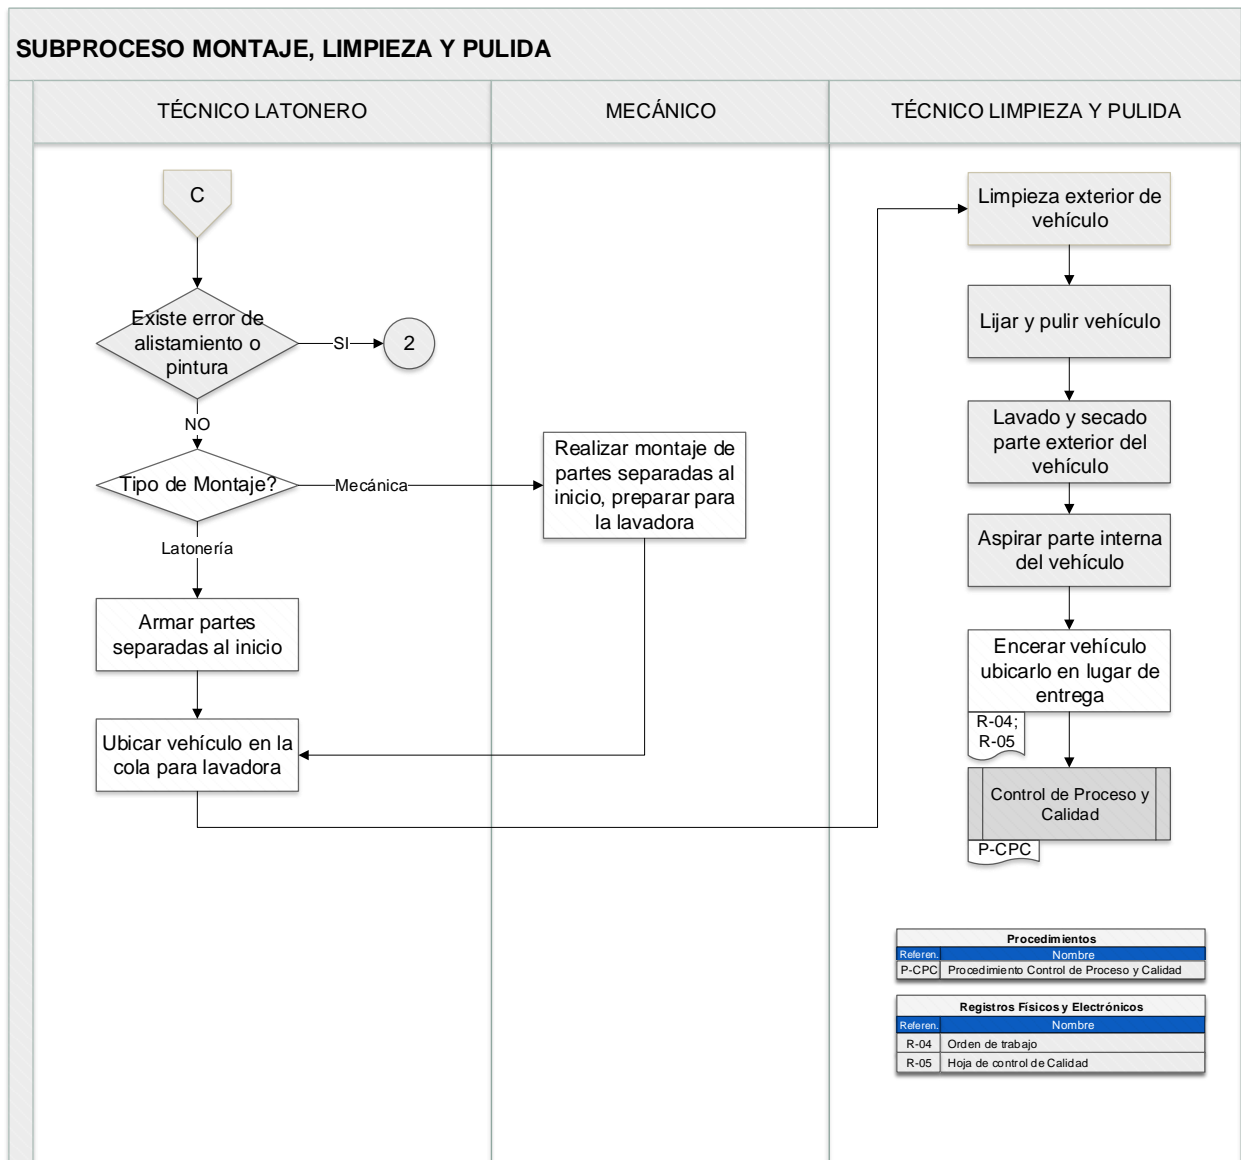 SUBPROCESO MONTAJE, LIMPIEZA Y PULIDA
TÉCNICO LATONERO
MECÁNICO
TÉCNICO LIMPIEZA Y PULIDA
C
Existe error de
alistamiento o
pintura
SI
2
NO
Tipo de Montaje?
Mecánica
Latonería
Armar partes
separadas al inicio
Ubicar vehículo en la
cola para lavadora
Realizar montaje de
partes separadas al
inicio, preparar para
la lavadora
Limpieza exterior de
vehículo
Lijar y pulir vehículo
Lavado y secado
parte exterior del
vehículo
Aspirar parte interna
del vehículo
Encerar vehículo
ubicarlo en lugar de
entrega
R-04;
R-05
Control de Proceso y
Calidad
P-CPC
Procedimientos
Referen. Nombre
P-CPC Procedimiento Control de Proceso y Calidad
Registros Físicos y Electrónicos
Referen. Nombre
R-04 Orden de trabajo
R-05 Hoja de control de Calidad